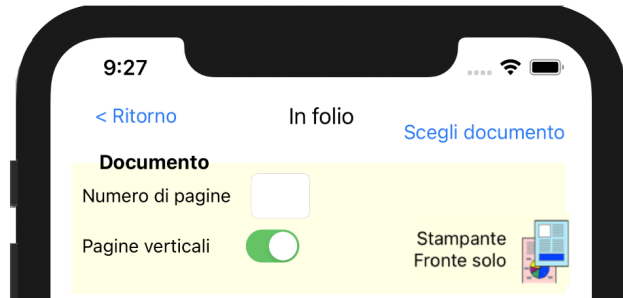 9:27
< Ritorno
In folio
Scegli documento
Documento
Numero di pagine
Pagine verticali
Stampante
Fronte solo